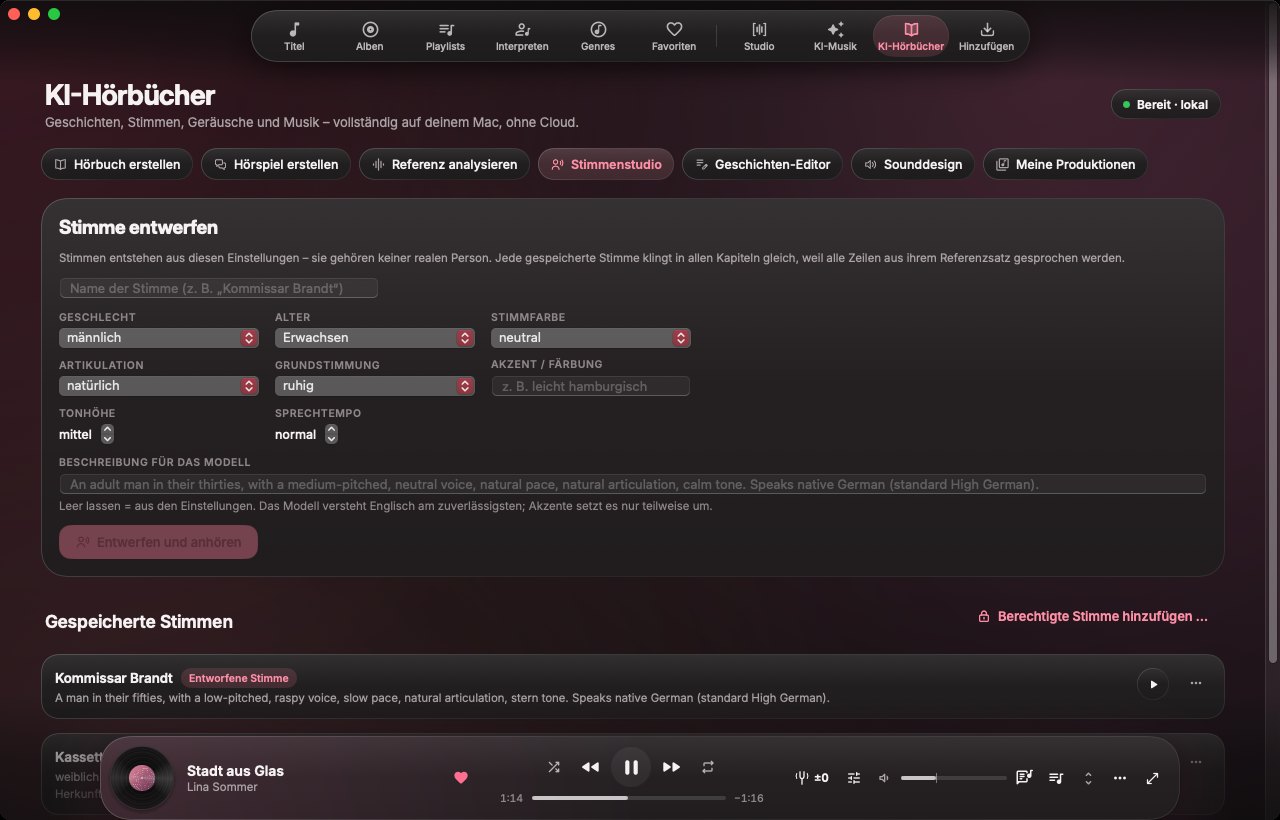 Titel
Alben
Playlists
Interpreten
Genres
Favoriten
Studio
KI-Musik
KI-Hörbücher
Hinzufügen
KI-Hörbücher
Geschichten, Stimmen, Geräusche und Musik – vollständig auf deinem Mac, ohne Cloud.
Bereit · lokal
Hörbuch erstellen
Hörspiel erstellen
Referenz analysieren
Stimmenstudio
Geschichten-Editor
Sounddesign
Meine Produktionen
Stimme entwerfen
Stimmen entstehen aus diesen Einstellungen – sie gehören keiner realen Person. Jede gespeicherte Stimme klingt in allen Kapiteln gleich, weil alle Zeilen aus ihrem Referenzsatz gesprochen werden.
Name der Stimme (z. B. „Kommissar Brandt“)
GESCHLECHT
ALTER
STIMMFARBE
männlich
Erwachsen
neutral
ARTIKULATION
GRUNDSTIMMUNG
AKZENT / FÄRBUNG
natürlich
ruhig
z. B. leicht hamburgisch
TONHÖHE
SPRECHTEMPO
mittel
normal
BESCHREIBUNG FÜR DAS MODELL
An adult man in their thirties, with a medium-pitched, neutral voice, natural pace, natural articulation, calm tone. Speaks native German (standard High German).
Leer lassen = aus den Einstellungen. Das Modell versteht Englisch am zuverlässigsten; Akzente setzt es nur teilweise um.
Entwerfen und anhören
Gespeicherte Stimmen
Berechtigte Stimme hinzufügen ...
Kommissar Brandt
Entworfene Stimme
A man in their fifties, with a low-pitched, raspy voice, slow pace, natural articulation, stern tone. Speaks native German (standard High German).
weiblich
Stadt aus Glas
Lina Sommer
1:14
−1:16
±0